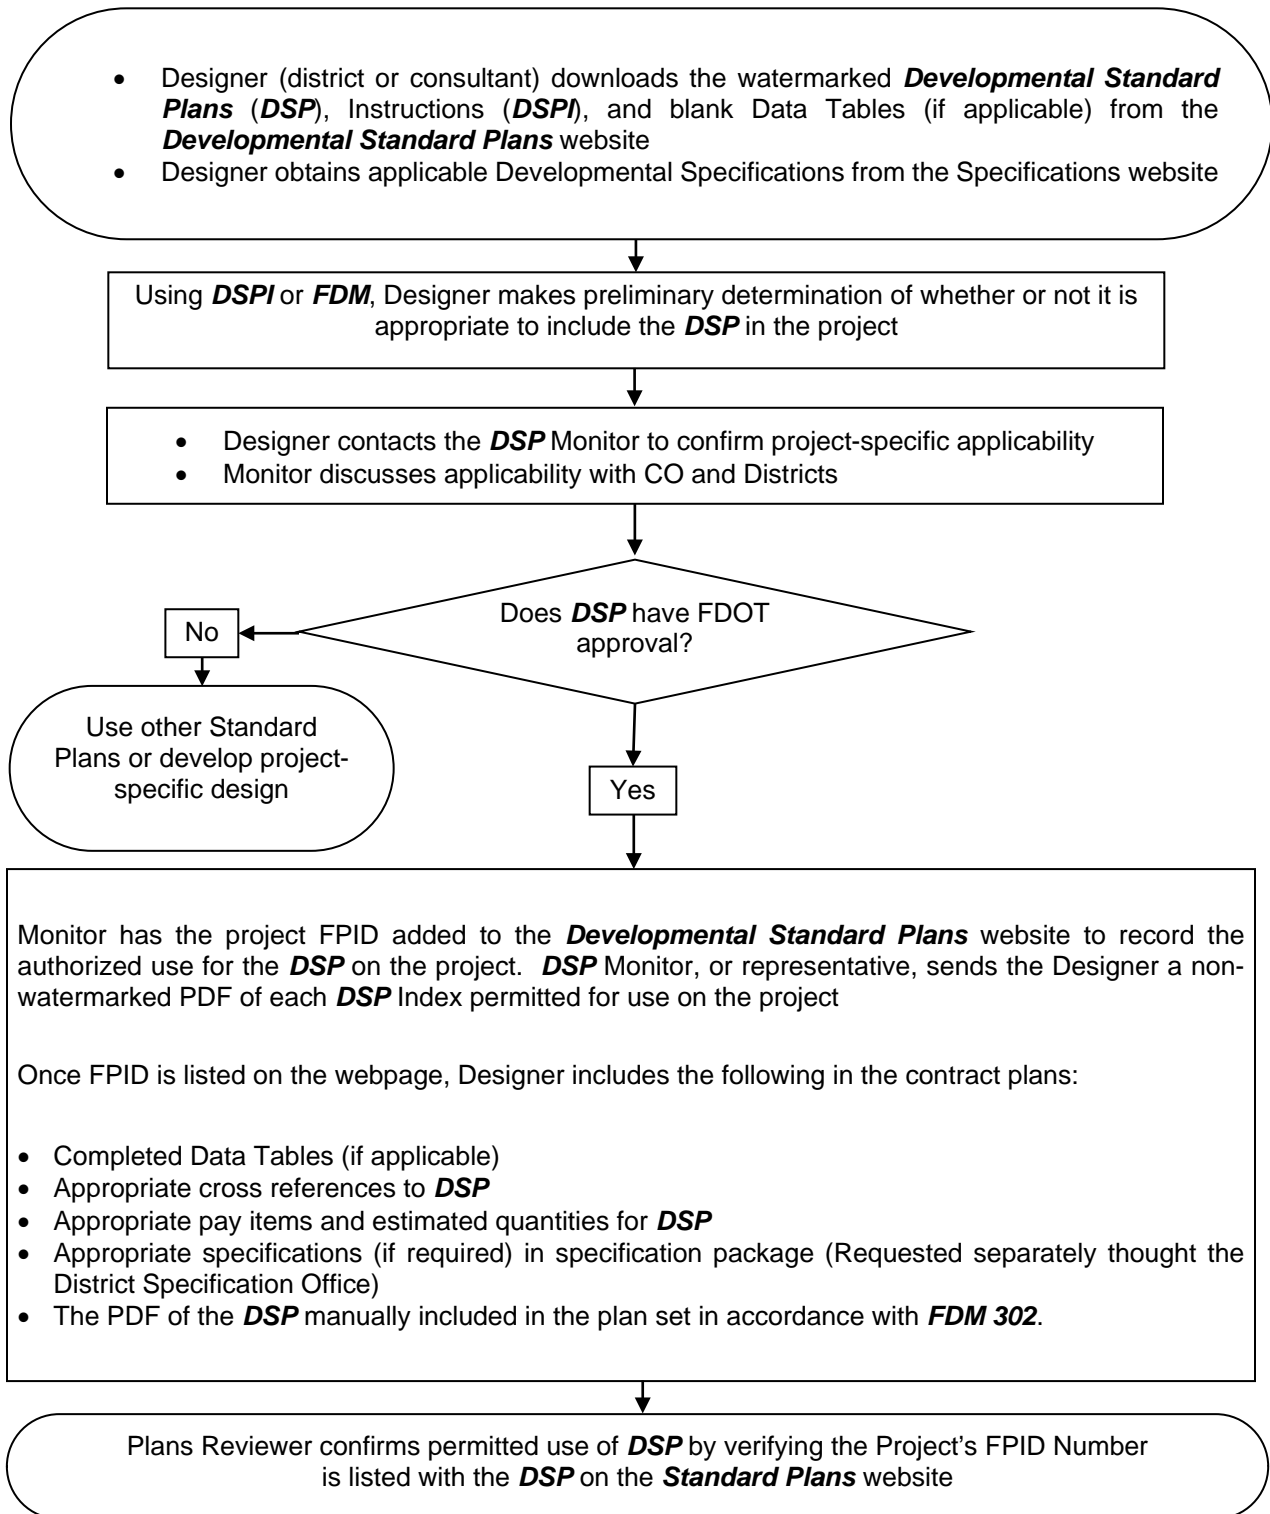 • Designer (district or consultant) downloads the watermarked Developmental Standard
Plans (DSP), Instructions (DSPI), and blank Data Tables (if applicable) from the
Developmental Standard Plans website
• Designer obtains applicable Developmental Specifications from the Specifications website
Using DSPI or FDM, Designer makes preliminary determination of whether or not it is
appropriate to include the DSP in the project
• Designer contacts the DSP Monitor to confirm project-specific applicability
• Monitor discusses applicability with CO and Districts
Does DSP have FDOT
approval?
No
Use other Standard
Plans or develop project-
specific design
Yes
Monitor has the project FPID added to the Developmental Standard Plans website to record the
authorized use for the DSP on the project. DSP Monitor, or representative, sends the Designer a non-
watermarked PDF of each DSP Index permitted for use on the project
Once FPID is listed on the webpage, Designer includes the following in the contract plans:
• Completed Data Tables (if applicable)
• Appropriate cross references to DSP
• Appropriate pay items and estimated quantities for DSP
• Appropriate specifications (if required) in specification package (Requested separately thought the
District Specification Office)
• The PDF of the DSP manually included in the plan set in accordance with FDM 302.
Plans Reviewer confirms permitted use of DSP by verifying the Project's FPID Number
is listed with the DSP on the Standard Plans website